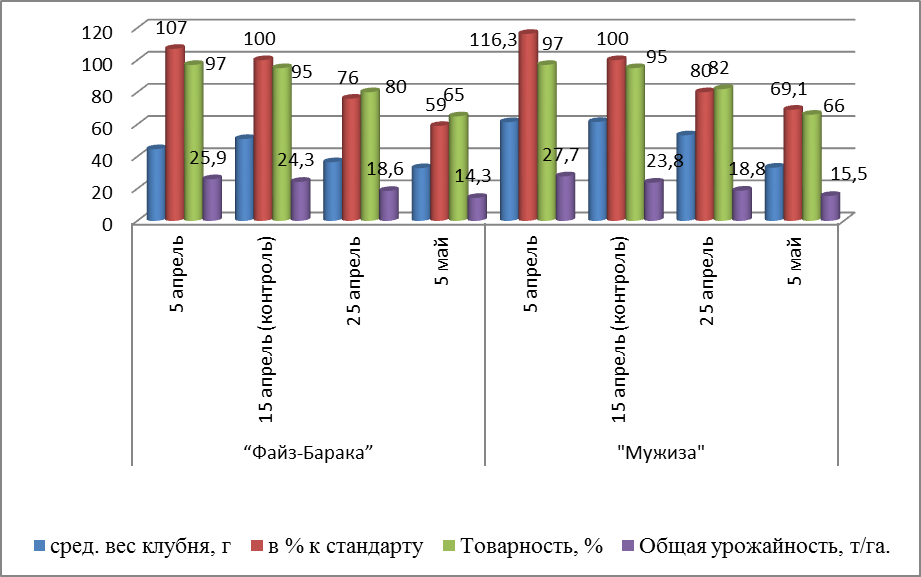 120
100
80
60
40
20
0
107
97
25,9
100
95
24,3
76
80
18,6
59
65
14,3
116,3
97
27,7
100
95
23,8
80
82
18,8
69,1
66
15,5
5 апрель
15 апрель (контроль)
25 апрель
5 май
5 апрель
15 апрель (контроль)
25 апрель
5 май
“Файз-Барака”
"Мужиза"
сред. вес клубня, г
в % к стандарту
Товарность, %
Общая урожайность, т/га.